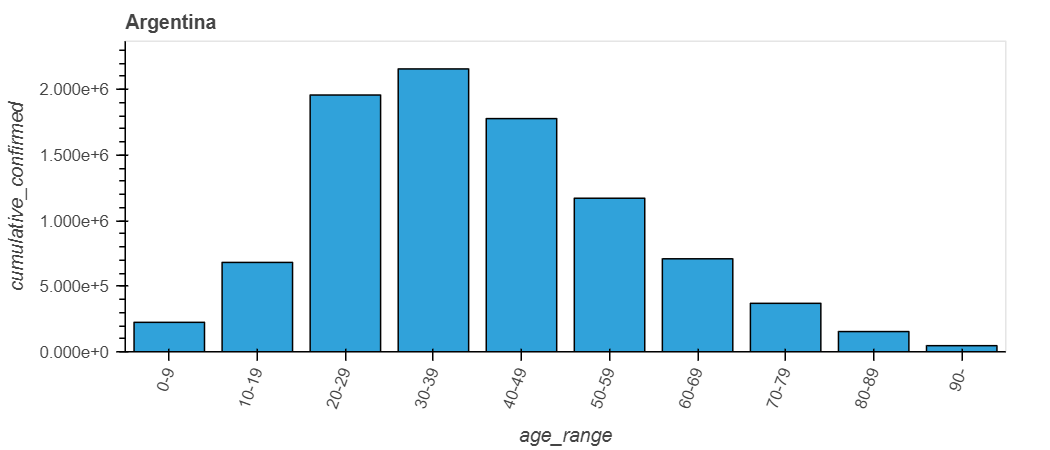 Argentina
cumulative_confirmed
2.000e+6
1.500e+6
1.000e+6
5.000e+5
0.000e+0
0-9
10-19
20-29
30-39
40-49
50-59
60-69
70-79
80-89
90-
age_range